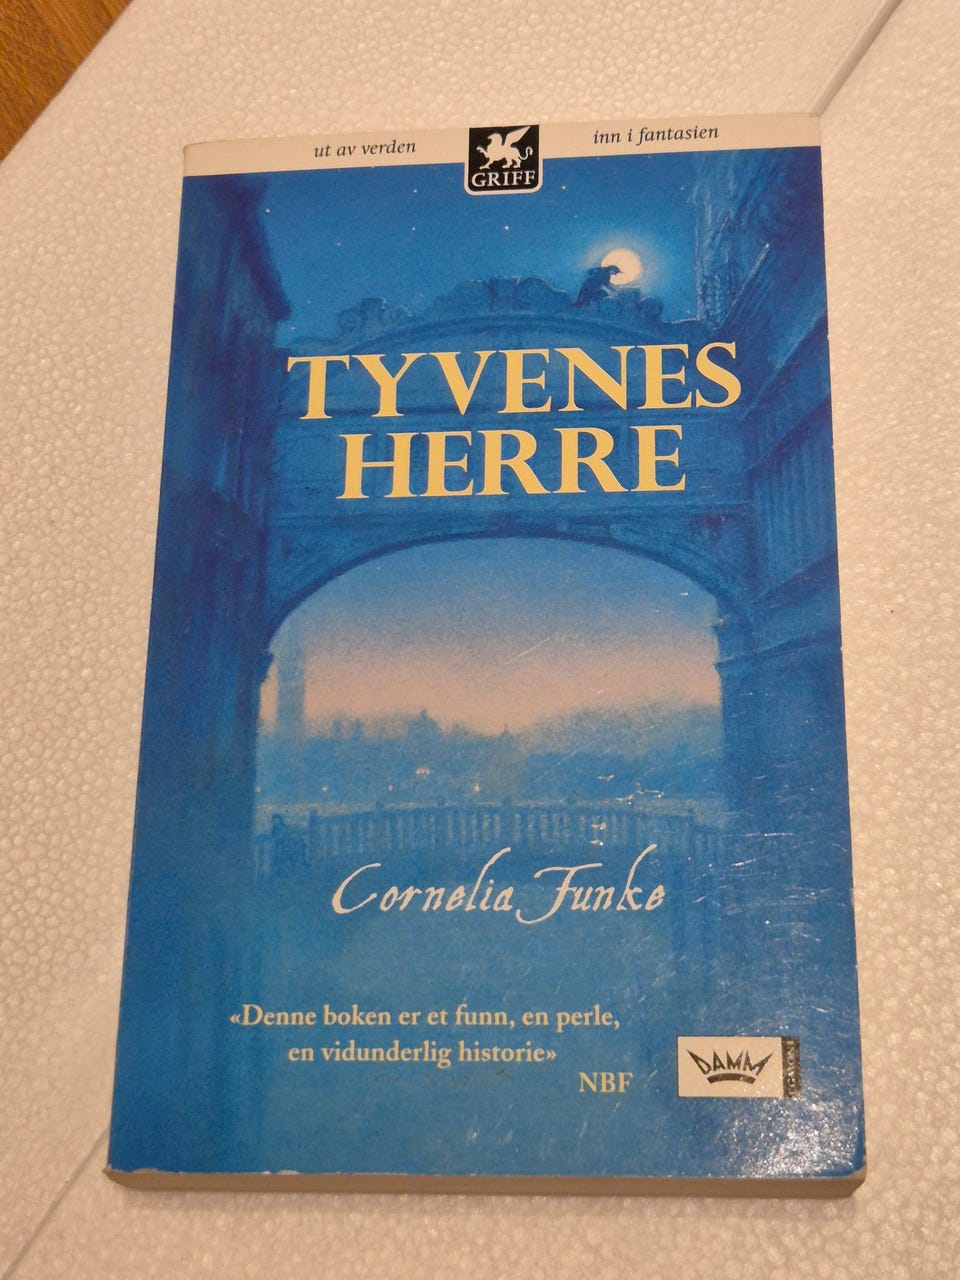 ut av verden
GRIFF
inn i fantasien
TYVENES
HERRE
Cornelia Funke
«Denne boken er et funn, en perle,
en vidunderlig historie»
NBF
DAMM
EGMONT